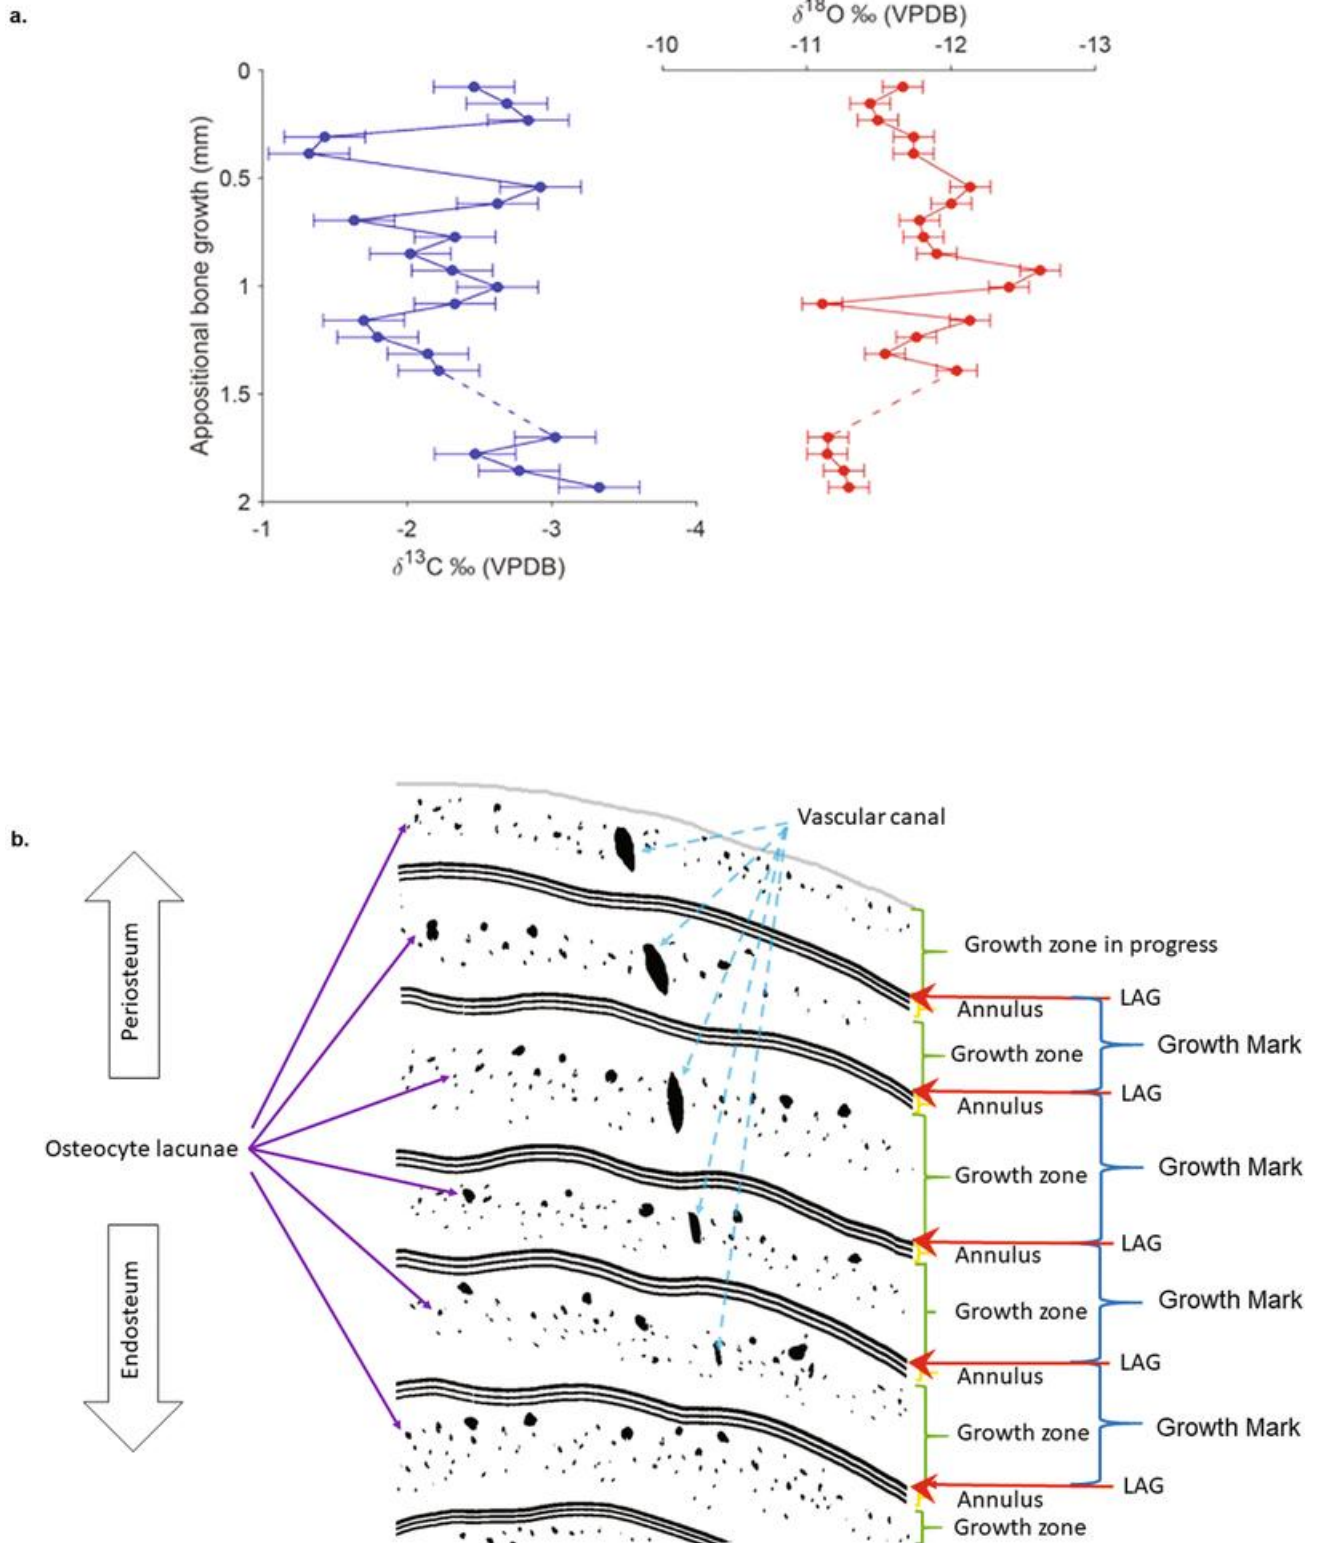 a.
δ18O ‰ (VPDB)
-10
-11
-12
-13
0
0.5
1
1.5
2
Appositional bone growth (mm)
-1
-2
-3
-4
δ13C ‰ (VPDB)
b.
Vascular canal
Periosteum
Growth zone in progress
LAG
Annulus
Growth Mark
Growth zone
LAG
Annulus
Osteocyte lacunae
Growth Mark
Growth zone
LAG
Annulus
Growth Mark
Growth zone
Endosteum
LAG
Annulus
Growth Mark
Growth zone
LAG
Annulus
Growth zone